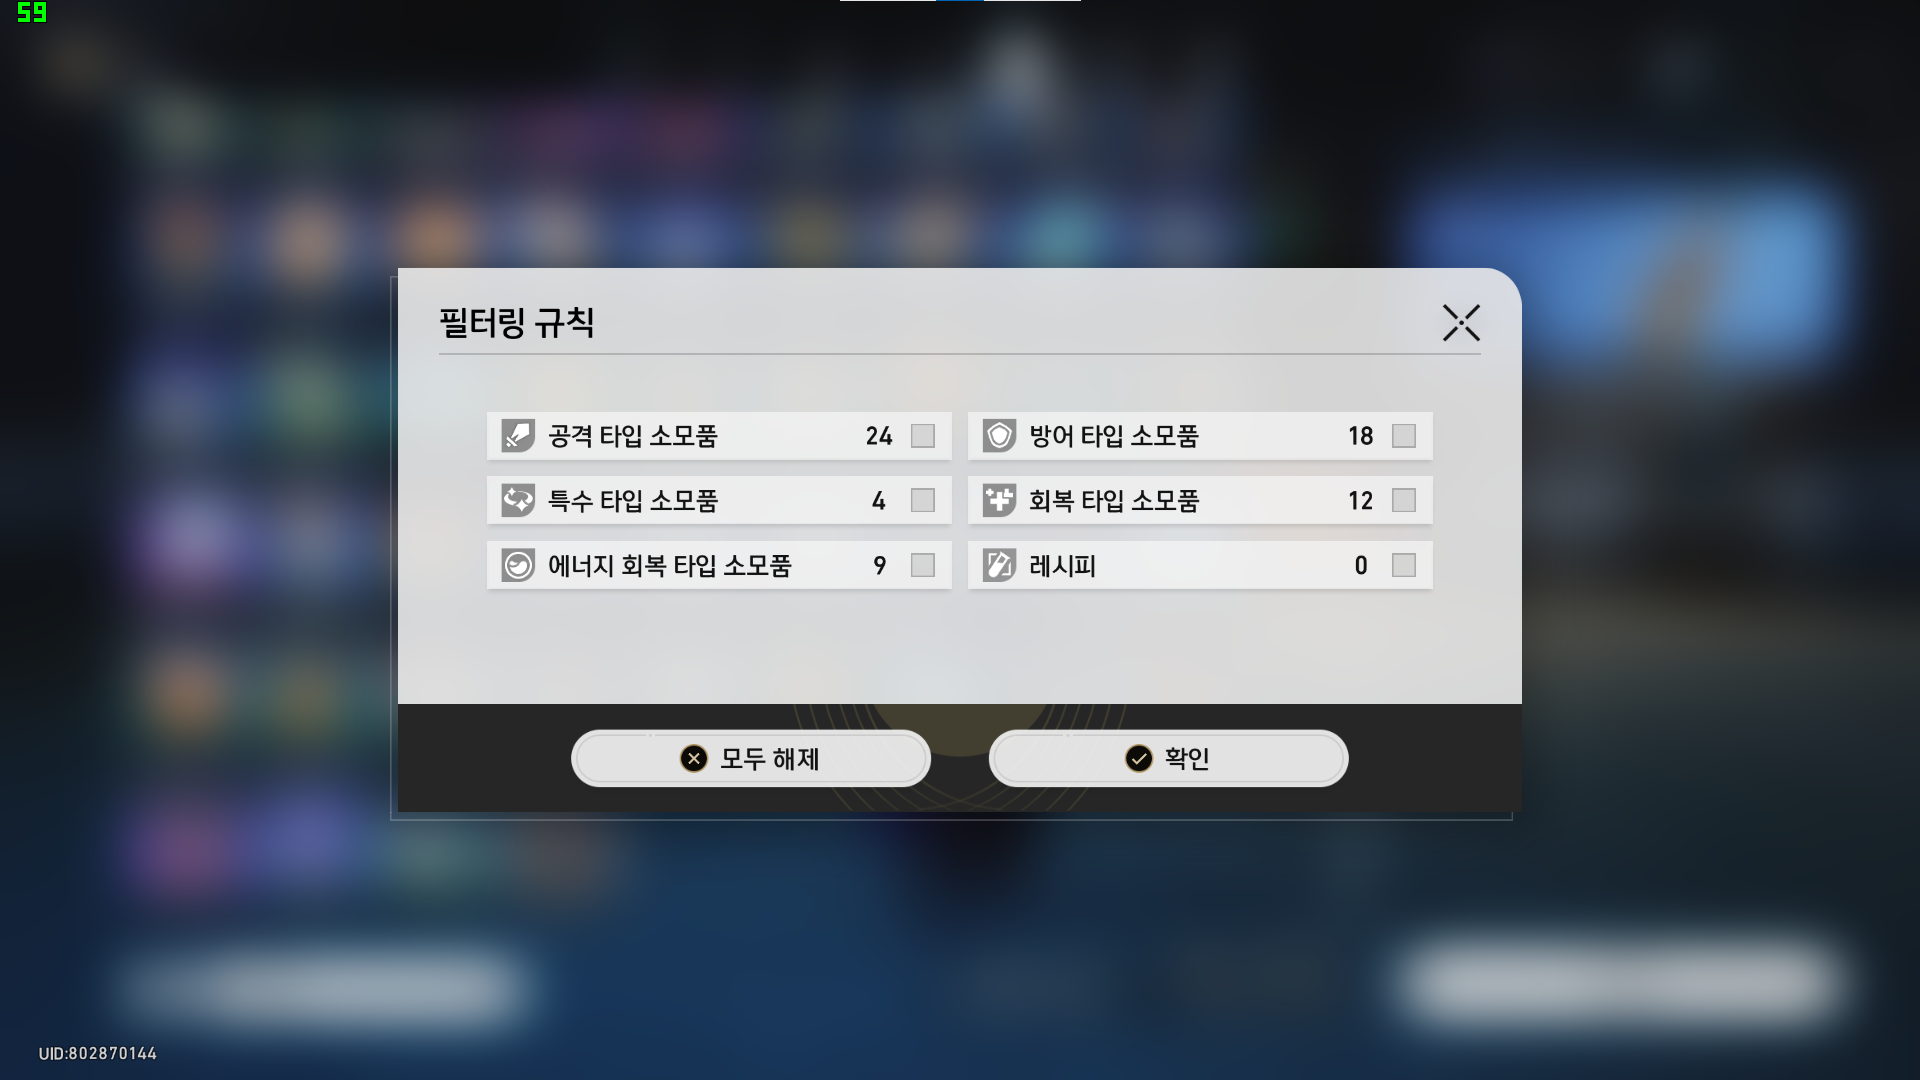 59
필터링 규칙
공격 타입 소모품 24
방어 타입 소모품 18
특수 타입 소모품 4
회복 타입 소모품 12
에너지 회복 타입 소모품 9
레시피 0
모두 해제
확인
UID:802870144